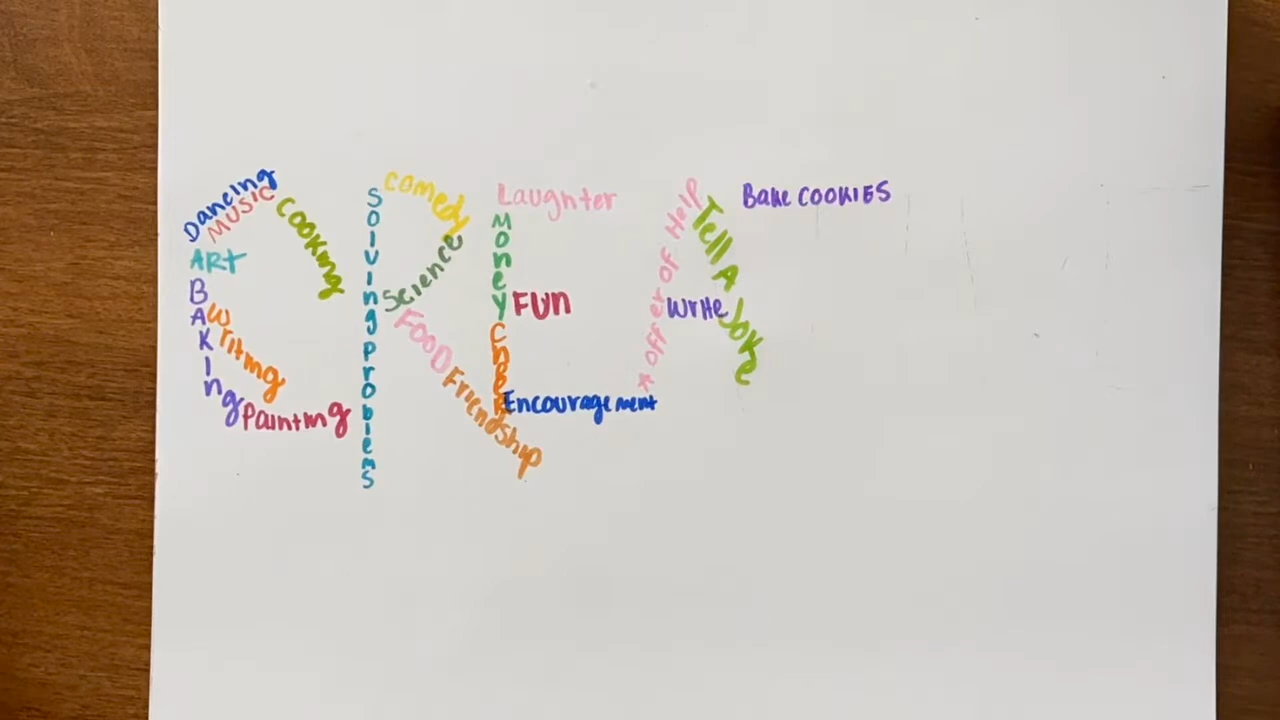 Dancing
MUSIC
COOKing
ART
BAKIng
Writing
Painting
Solving problems
comedy
Science
FOOD
Friendship
Laughter
Money
FUN
Cheer
Encouragement
* offer of Help
Tell A Joke
Write
Bake COOKIES